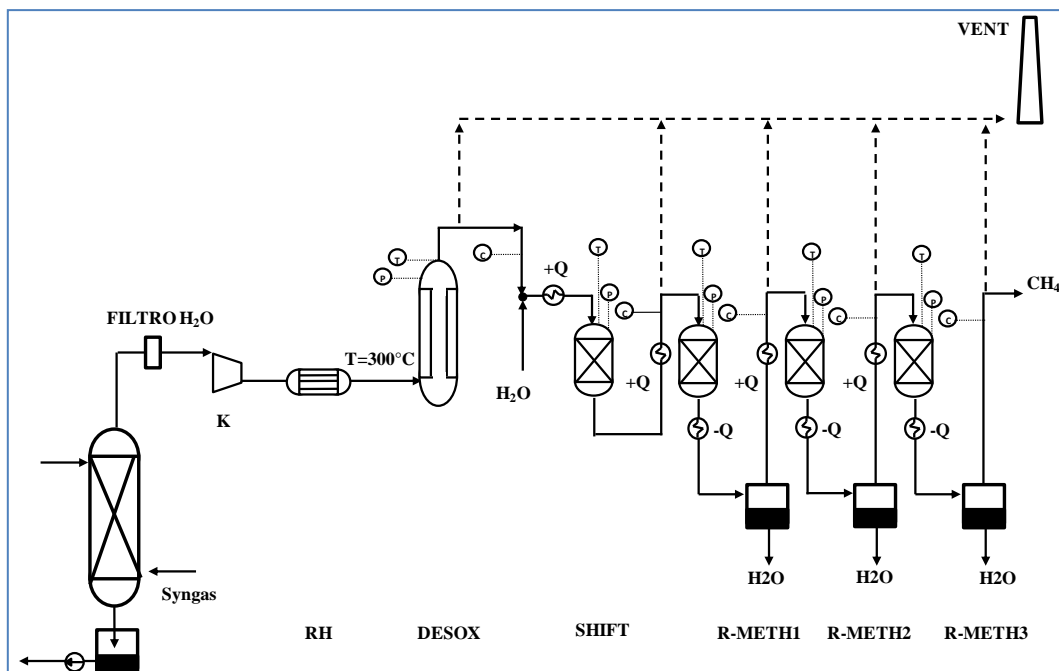 VENT
T
P
C
+Q
T
P
C
T
P
C
T
P
C
T
P
C
CH₄
FILTRO H₂O
T=300°C
K
H₂O
+Q
+Q
+Q
-Q
-Q
-Q
Syngas
H2O
H2O
H2O
RH
DESOX
SHIFT
R-METH1
R-METH2
R-METH3